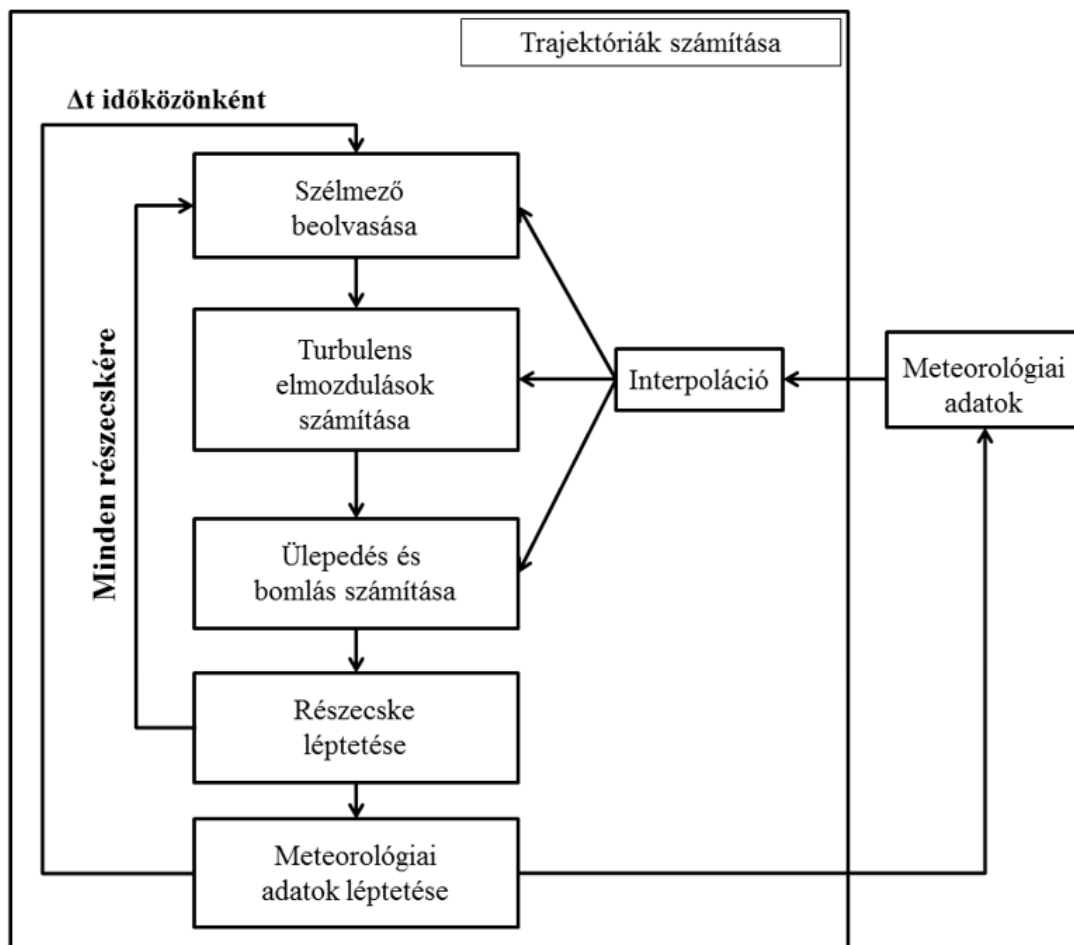 Trajektóriák számítása
Δt időközönként
Szélmező
beolvasása
Turbulens
elmozdulások
számítása
Interpoláció
Meteorológiai
adatok
Minden részecskére
Ülepedés és
bomlás számítása
Részecske
léptetése
Meteorológiai
adatok léptetése